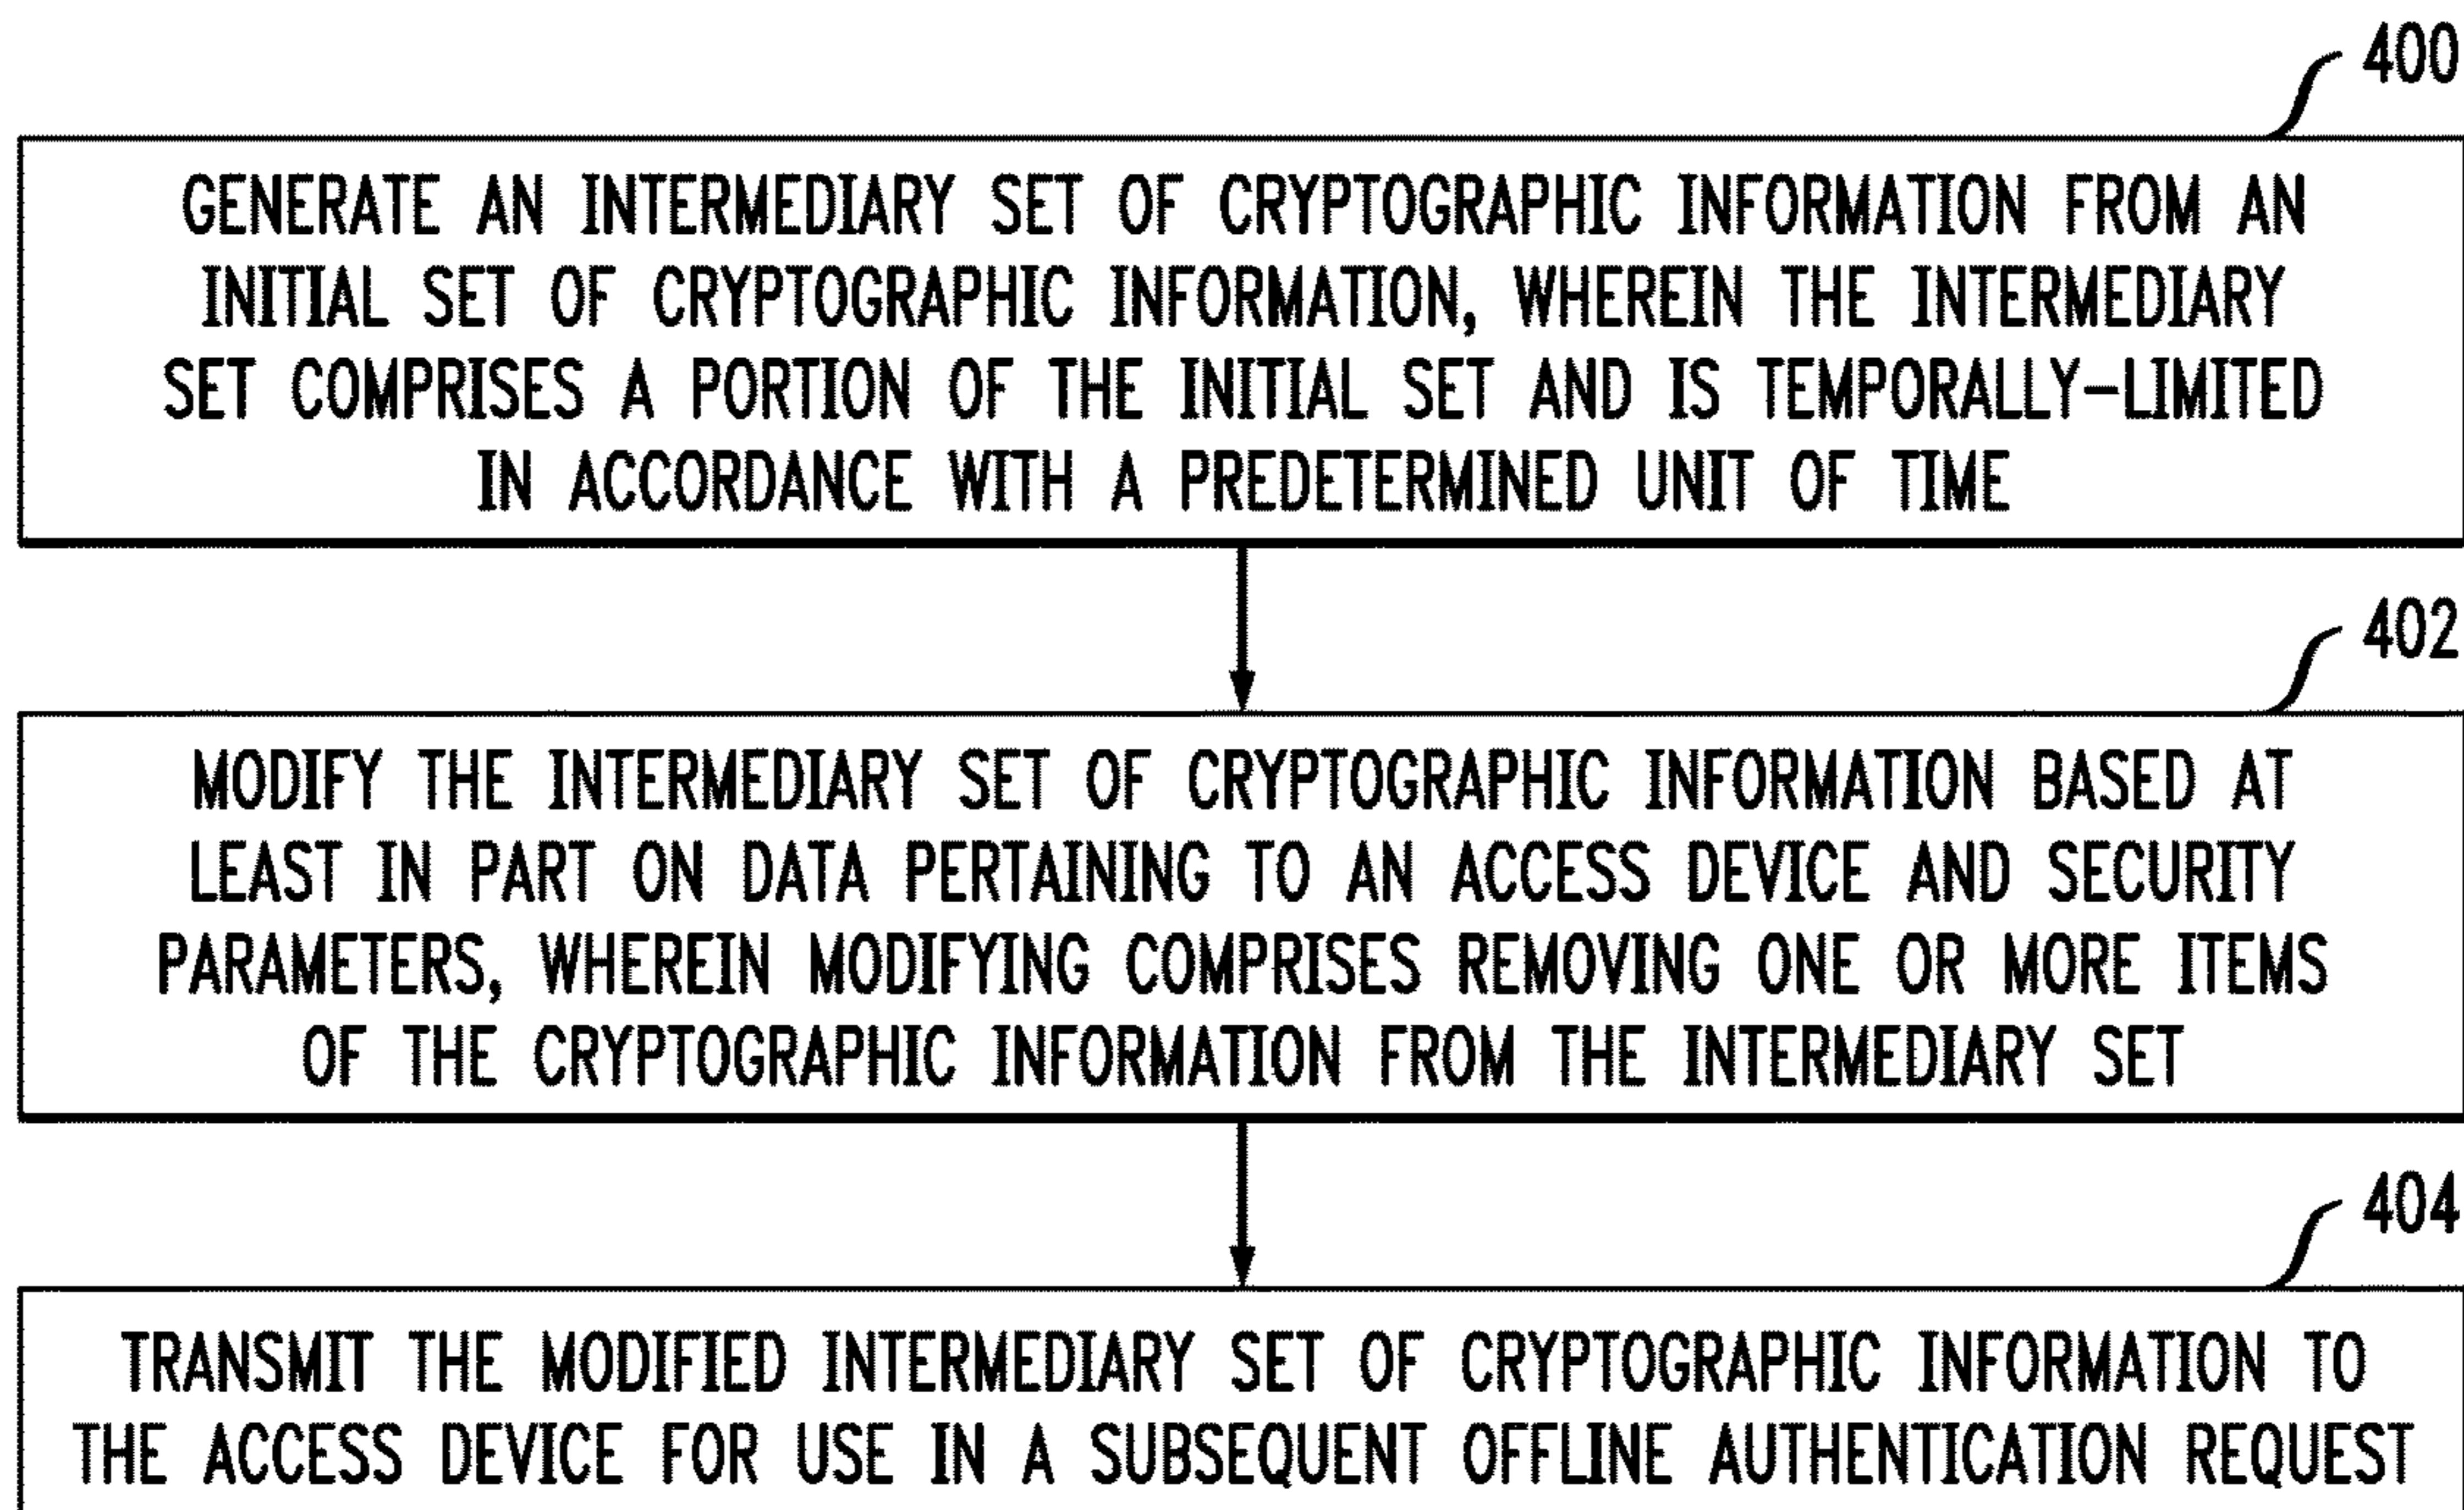 400
GENERATE AN INTERMEDIARY SET OF CRYPTOGRAPHIC INFORMATION FROM AN
INITIAL SET OF CRYPTOGRAPHIC INFORMATION, WHEREIN THE INTERMEDIARY
SET COMPRISES A PORTION OF THE INITIAL SET AND IS TEMPORALLY-LIMITED
IN ACCORDANCE WITH A PREDETERMINED UNIT OF TIME
402
MODIFY THE INTERMEDIARY SET OF CRYPTOGRAPHIC INFORMATION BASED AT
LEAST IN PART ON DATA PERTAINING TO AN ACCESS DEVICE AND SECURITY
PARAMETERS, WHEREIN MODIFYING COMPRISES REMOVING ONE OR MORE ITEMS
OF THE CRYPTOGRAPHIC INFORMATION FROM THE INTERMEDIARY SET
404
TRANSMIT THE MODIFIED INTERMEDIARY SET OF CRYPTOGRAPHIC INFORMATION TO
THE ACCESS DEVICE FOR USE IN A SUBSEQUENT OFFLINE AUTHENTICATION REQUEST